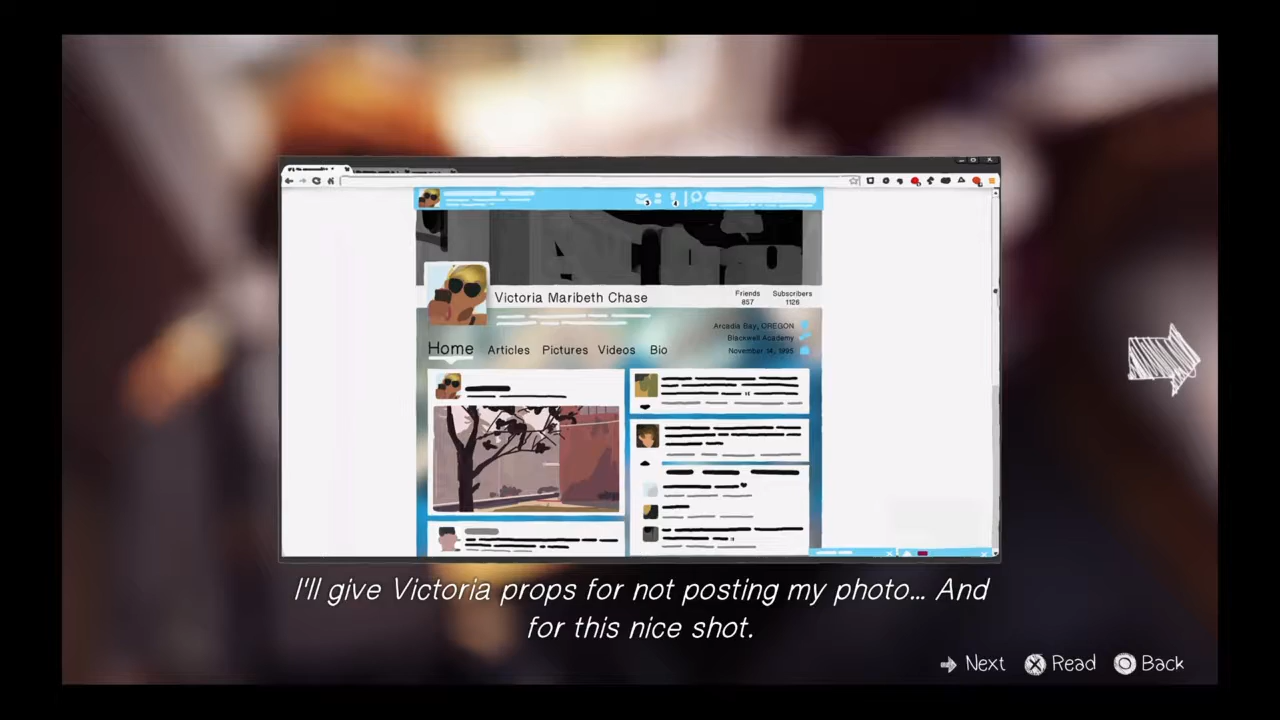 Victoria Maribeth Chase
Friends
857
Subscribers
1126
Arcadia Bay, OREGON
Blackwell Academy
November 14, 1995
Home Articles Pictures Videos Bio
I'll give Victoria props for not posting my photo... And
for this nice shot.
Next Read Back